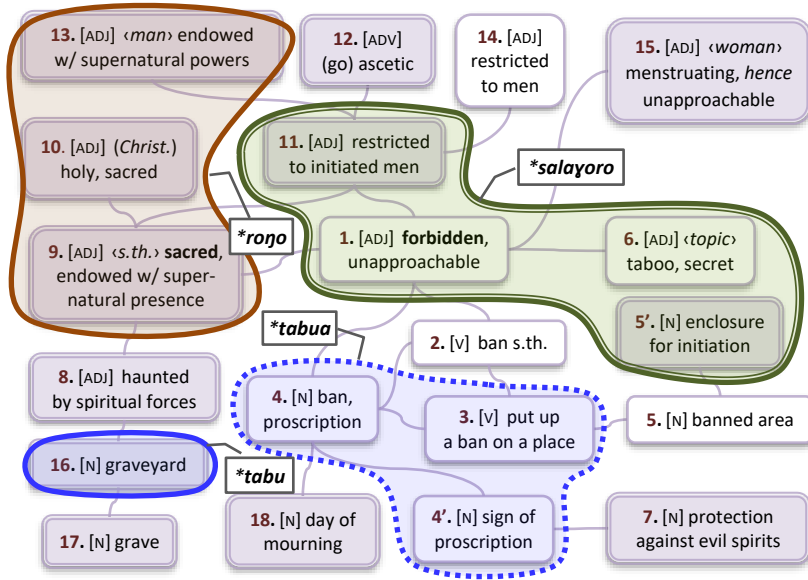 13. [ADJ] ‹man› endowed
w/ supernatural powers
12. [ADV]
(go) ascetic
14. [ADJ]
restricted
to men
15. [ADJ] ‹woman›
menstruating, hence
unapproachable
10. [ADJ] (Christ.)
holy, sacred
11. [ADJ] restricted
to initiated men
*salaɣoro
*roŋo
9. [ADJ] ‹s.th.› sacred,
endowed w/ super-
natural presence
1. [ADJ] forbidden,
unapproachable
6. [ADJ] ‹topic›
taboo, secret
*tabua
2. [V] ban s.th.
5’. [N] enclosure
for initiation
8. [ADJ] haunted
by spiritual forces
4. [N] ban,
proscription
3. [V] put up
a ban on a place
5. [N] banned area
16. [N] graveyard
*tabu
17. [N] grave
18. [N] day of
mourning
4’. [N] sign of
proscription
7. [N] protection
against evil spirits